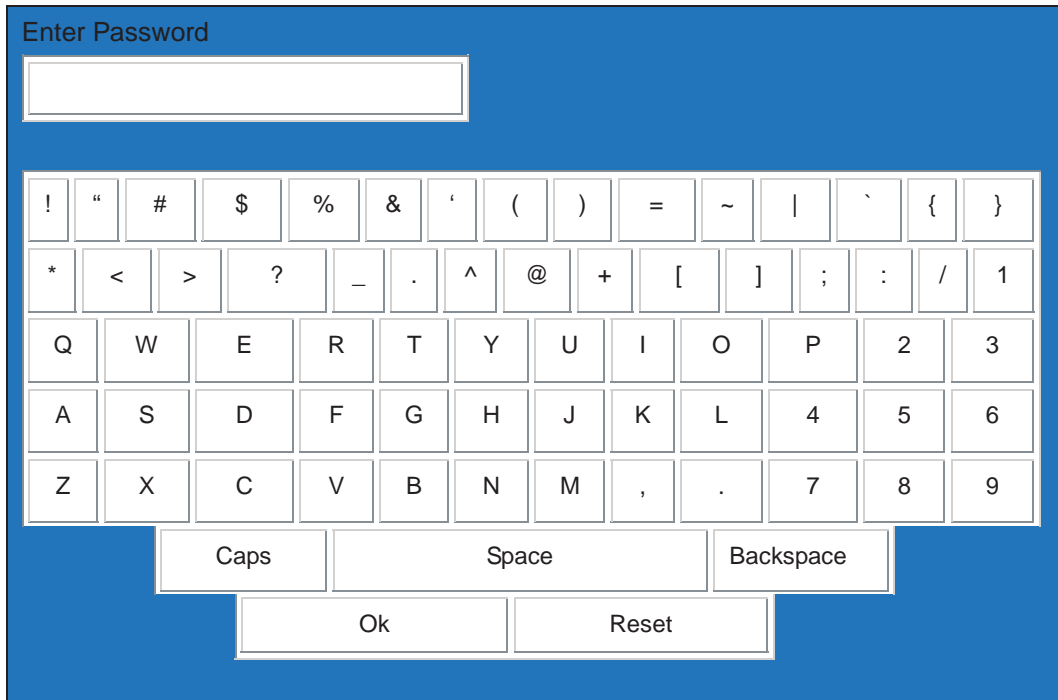 Enter Password
! “ # $ % & ‘ ( ) = ~ | ` { }
* < > ? _ . ^ @ + [ ] ; : / 1
Q W E R T Y U I O P 2 3
A S D F G H J K L 4 5 6
Z X C V B N M , . 7 8 9
Caps Space Backspace
Ok Reset